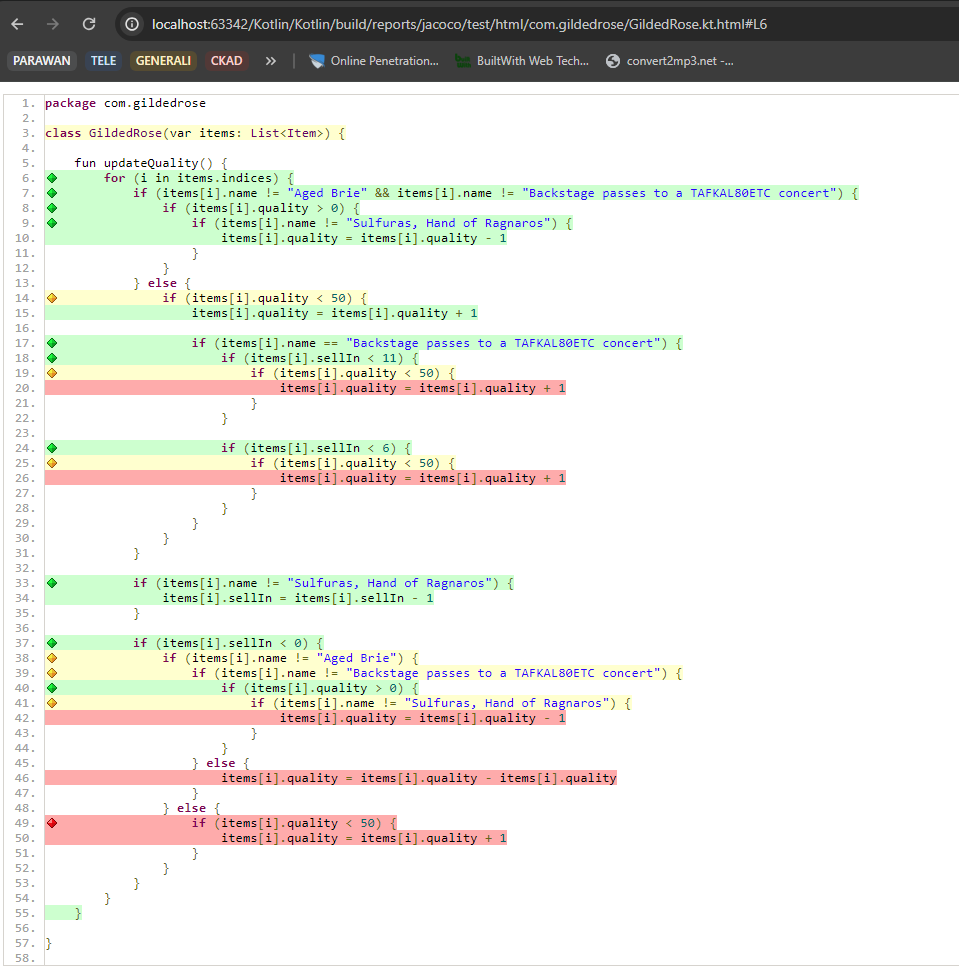 localhost:63342/Kotlin/Kotlin/build/reports/jacoco/test/html/com.gildedrose/GildedRose.kt.html#L6
PARAWAN TELE GENERALI CKAD » Online Penetration... BuiltWith Web Tech... convert2mp3.net -...
1. package com.gildedrose
2.
3. class GildedRose(var items: List<Item>) {
4.
5.     fun updateQuality() {
6.         for (i in items.indices) {
7.             if (items[i].name != "Aged Brie" && items[i].name != "Backstage passes to a TAFKAL80ETC concert") {
8.                 if (items[i].quality > 0) {
9.                     if (items[i].name != "Sulfuras, Hand of Ragnaros") {
10.                         items[i].quality = items[i].quality - 1
11.                     }
12.                 }
13.             } else {
14.                 if (items[i].quality < 50) {
15.                     items[i].quality = items[i].quality + 1
16.
17.                     if (items[i].name == "Backstage passes to a TAFKAL80ETC concert") {
18.                         if (items[i].sellIn < 11) {
19.                             if (items[i].quality < 50) {
20.                                 items[i].quality = items[i].quality + 1
21.                             }
22.                         }
23.
24.                         if (items[i].sellIn < 6) {
25.                             if (items[i].quality < 50) {
26.                                 items[i].quality = items[i].quality + 1
27.                             }
28.                         }
29.                     }
30.                 }
31.             }
32.
33.             if (items[i].name != "Sulfuras, Hand of Ragnaros") {
34.                 items[i].sellIn = items[i].sellIn - 1
35.             }
36.
37.             if (items[i].sellIn < 0) {
38.                 if (items[i].name != "Aged Brie") {
39.                     if (items[i].name != "Backstage passes to a TAFKAL80ETC concert") {
40.                         if (items[i].quality > 0) {
41.                             if (items[i].name != "Sulfuras, Hand of Ragnaros") {
42.                                 items[i].quality = items[i].quality - 1
43.                             }
44.                         }
45.                     } else {
46.                         items[i].quality = items[i].quality - items[i].quality
47.                     }
48.                 } else {
49.                     if (items[i].quality < 50) {
50.                         items[i].quality = items[i].quality + 1
51.                     }
52.                 }
53.             }
54.         }
55.     }
56.
57. }
58.